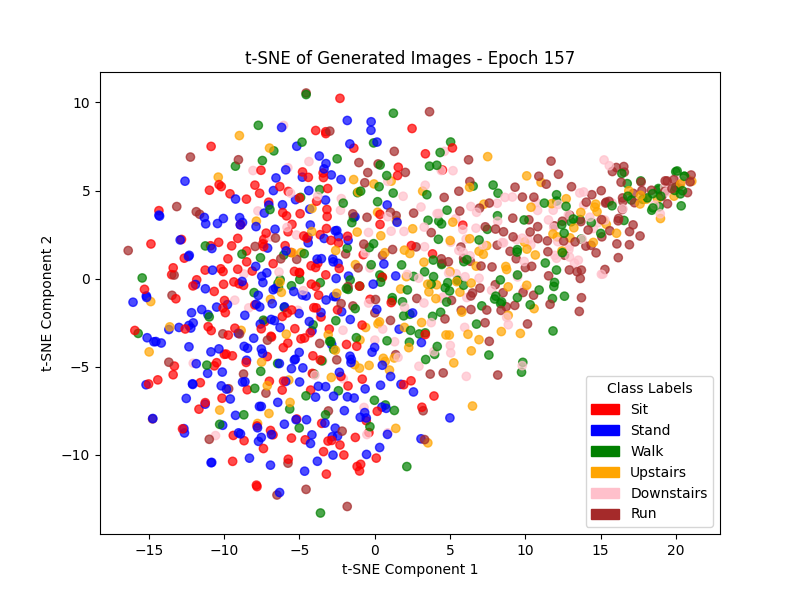 t-SNE of Generated Images - Epoch 157
t-SNE Component 2
10
5
0
−5
−10
−15
−10
−5
0
5
10
15
20
t-SNE Component 1
Class Labels
Sit
Stand
Walk
Upstairs
Downstairs
Run